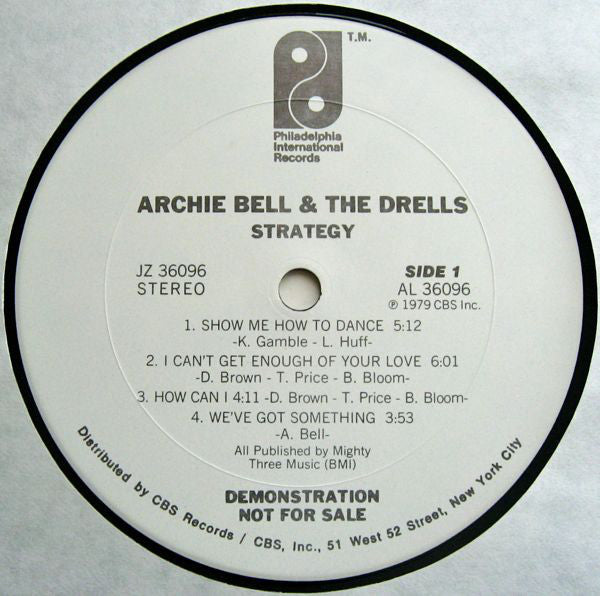 T.M.
Philadelphia
International
Records
ARCHIE BELL & THE DRELLS
STRATEGY
JZ 36096
STEREO
SIDE 1
AL 36096
℗ 1979 CBS Inc.
1. SHOW ME HOW TO DANCE 5:12
-K. Gamble - L. Huff-
2. I CAN'T GET ENOUGH OF YOUR LOVE 6:01
-D. Brown - T. Price - B. Bloom-
3. HOW CAN I 4:11 -D. Brown - T. Price - B. Bloom-
4. WE'VE GOT SOMETHING 3:53
-A. Bell-
All Published by Mighty
Three Music (BMI)
DEMONSTRATION
NOT FOR SALE
Distributed by CBS Records / CBS, Inc., 51 West 52 Street, New York City